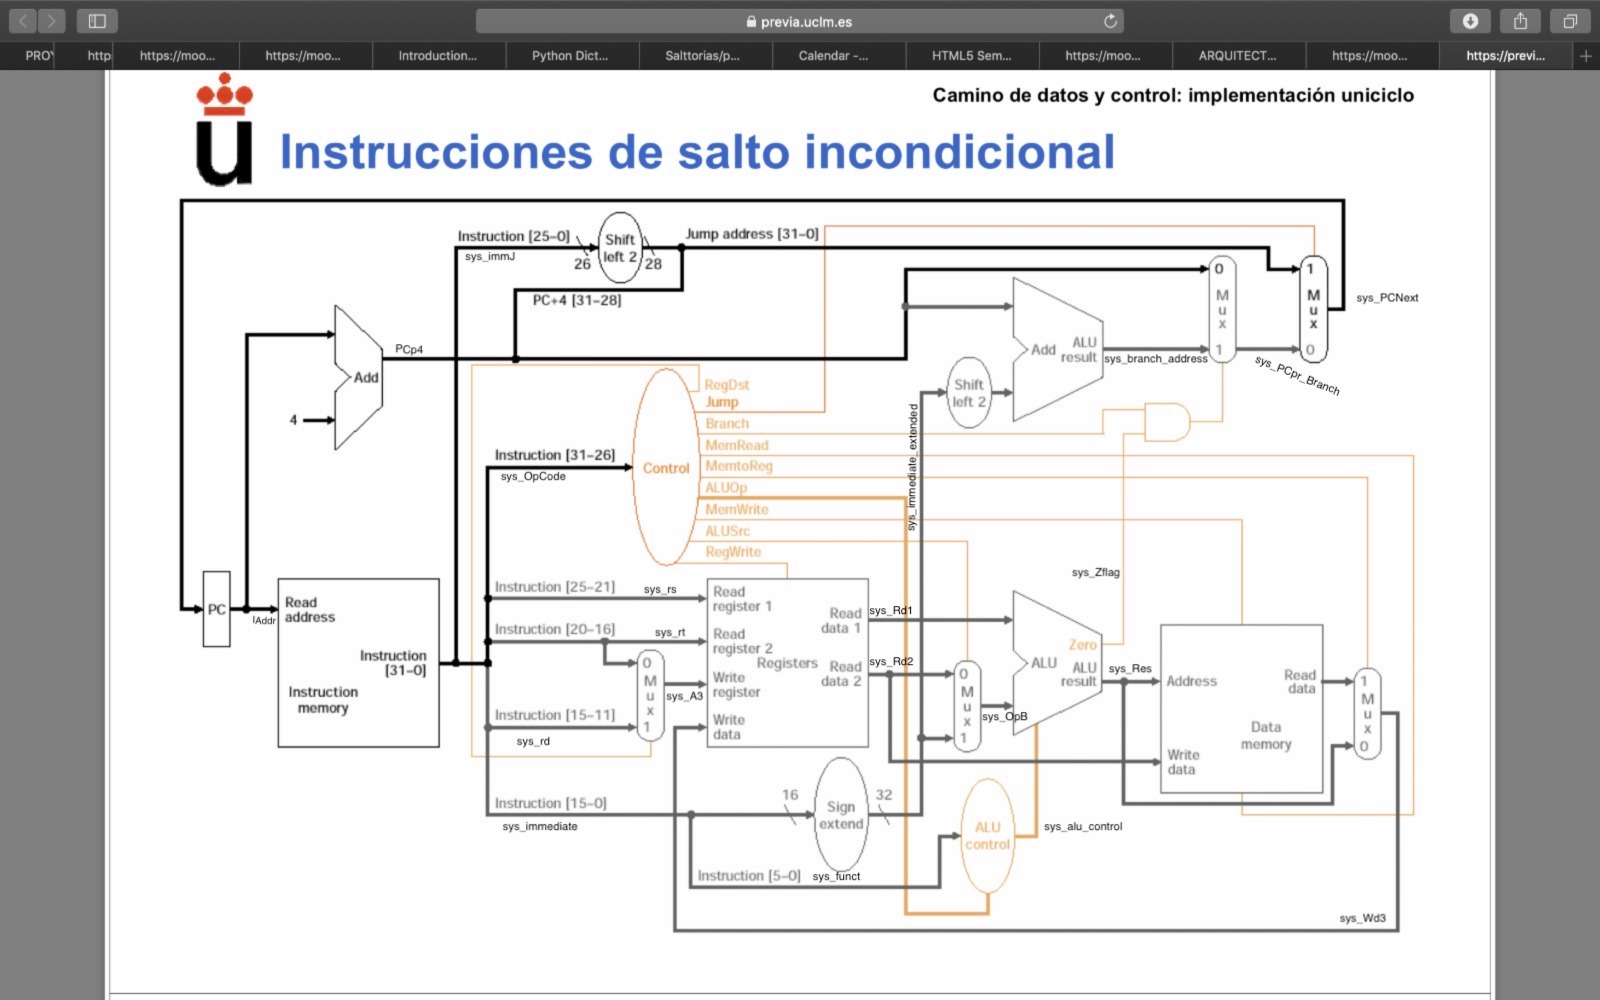 previa.uclm.es
PRO
http
https://moo...
https://moo...
Introduction...
Python Dict...
Salttorias/p...
Calendar -...
HTML5 Sem...
https://moo...
ARQUITECT...
https://moo...
https://previ...
Camino de datos y control: implementación uniciclo
u
Instrucciones de salto incondicional
Instruction [25–0]
sys_immJ
26
Shift
left 2
28
Jump address [31–0]
PC+4 [31–28]
PCp4
Add
4
0
M
u
x
1
1
M
u
x
0
sys_PCNext
Add
ALU
result
sys_branch_address
sys_PCpr_Branch
Shift
left 2
sys_immediate_extended
RegDst
Jump
Branch
MemRead
MemtoReg
ALUOp
MemWrite
ALUSrc
RegWrite
Control
Instruction [31–26]
sys_OpCode
PC
IAddr
Read
address
Instruction
[31–0]
Instruction
memory
Instruction [25–21]
sys_rs
Instruction [20–16]
sys_rt
0
M
u
x
1
sys_A3
Instruction [15–11]
sys_rd
Read
register 1
Read
register 2
Write
register
Write
data
Registers
Read
data 1
Read
data 2
sys_Rd1
sys_Rd2
0
M
u
x
1
sys_OpB
sys_Zflag
Zero
ALU
ALU
result
sys_Res
Address
Read
data
Data
memory
Write
data
1
M
u
x
0
Instruction [15–0]
sys_immediate
16
Sign
extend
32
ALU
control
sys_alu_control
Instruction [5–0]
sys_funct
sys_Wd3